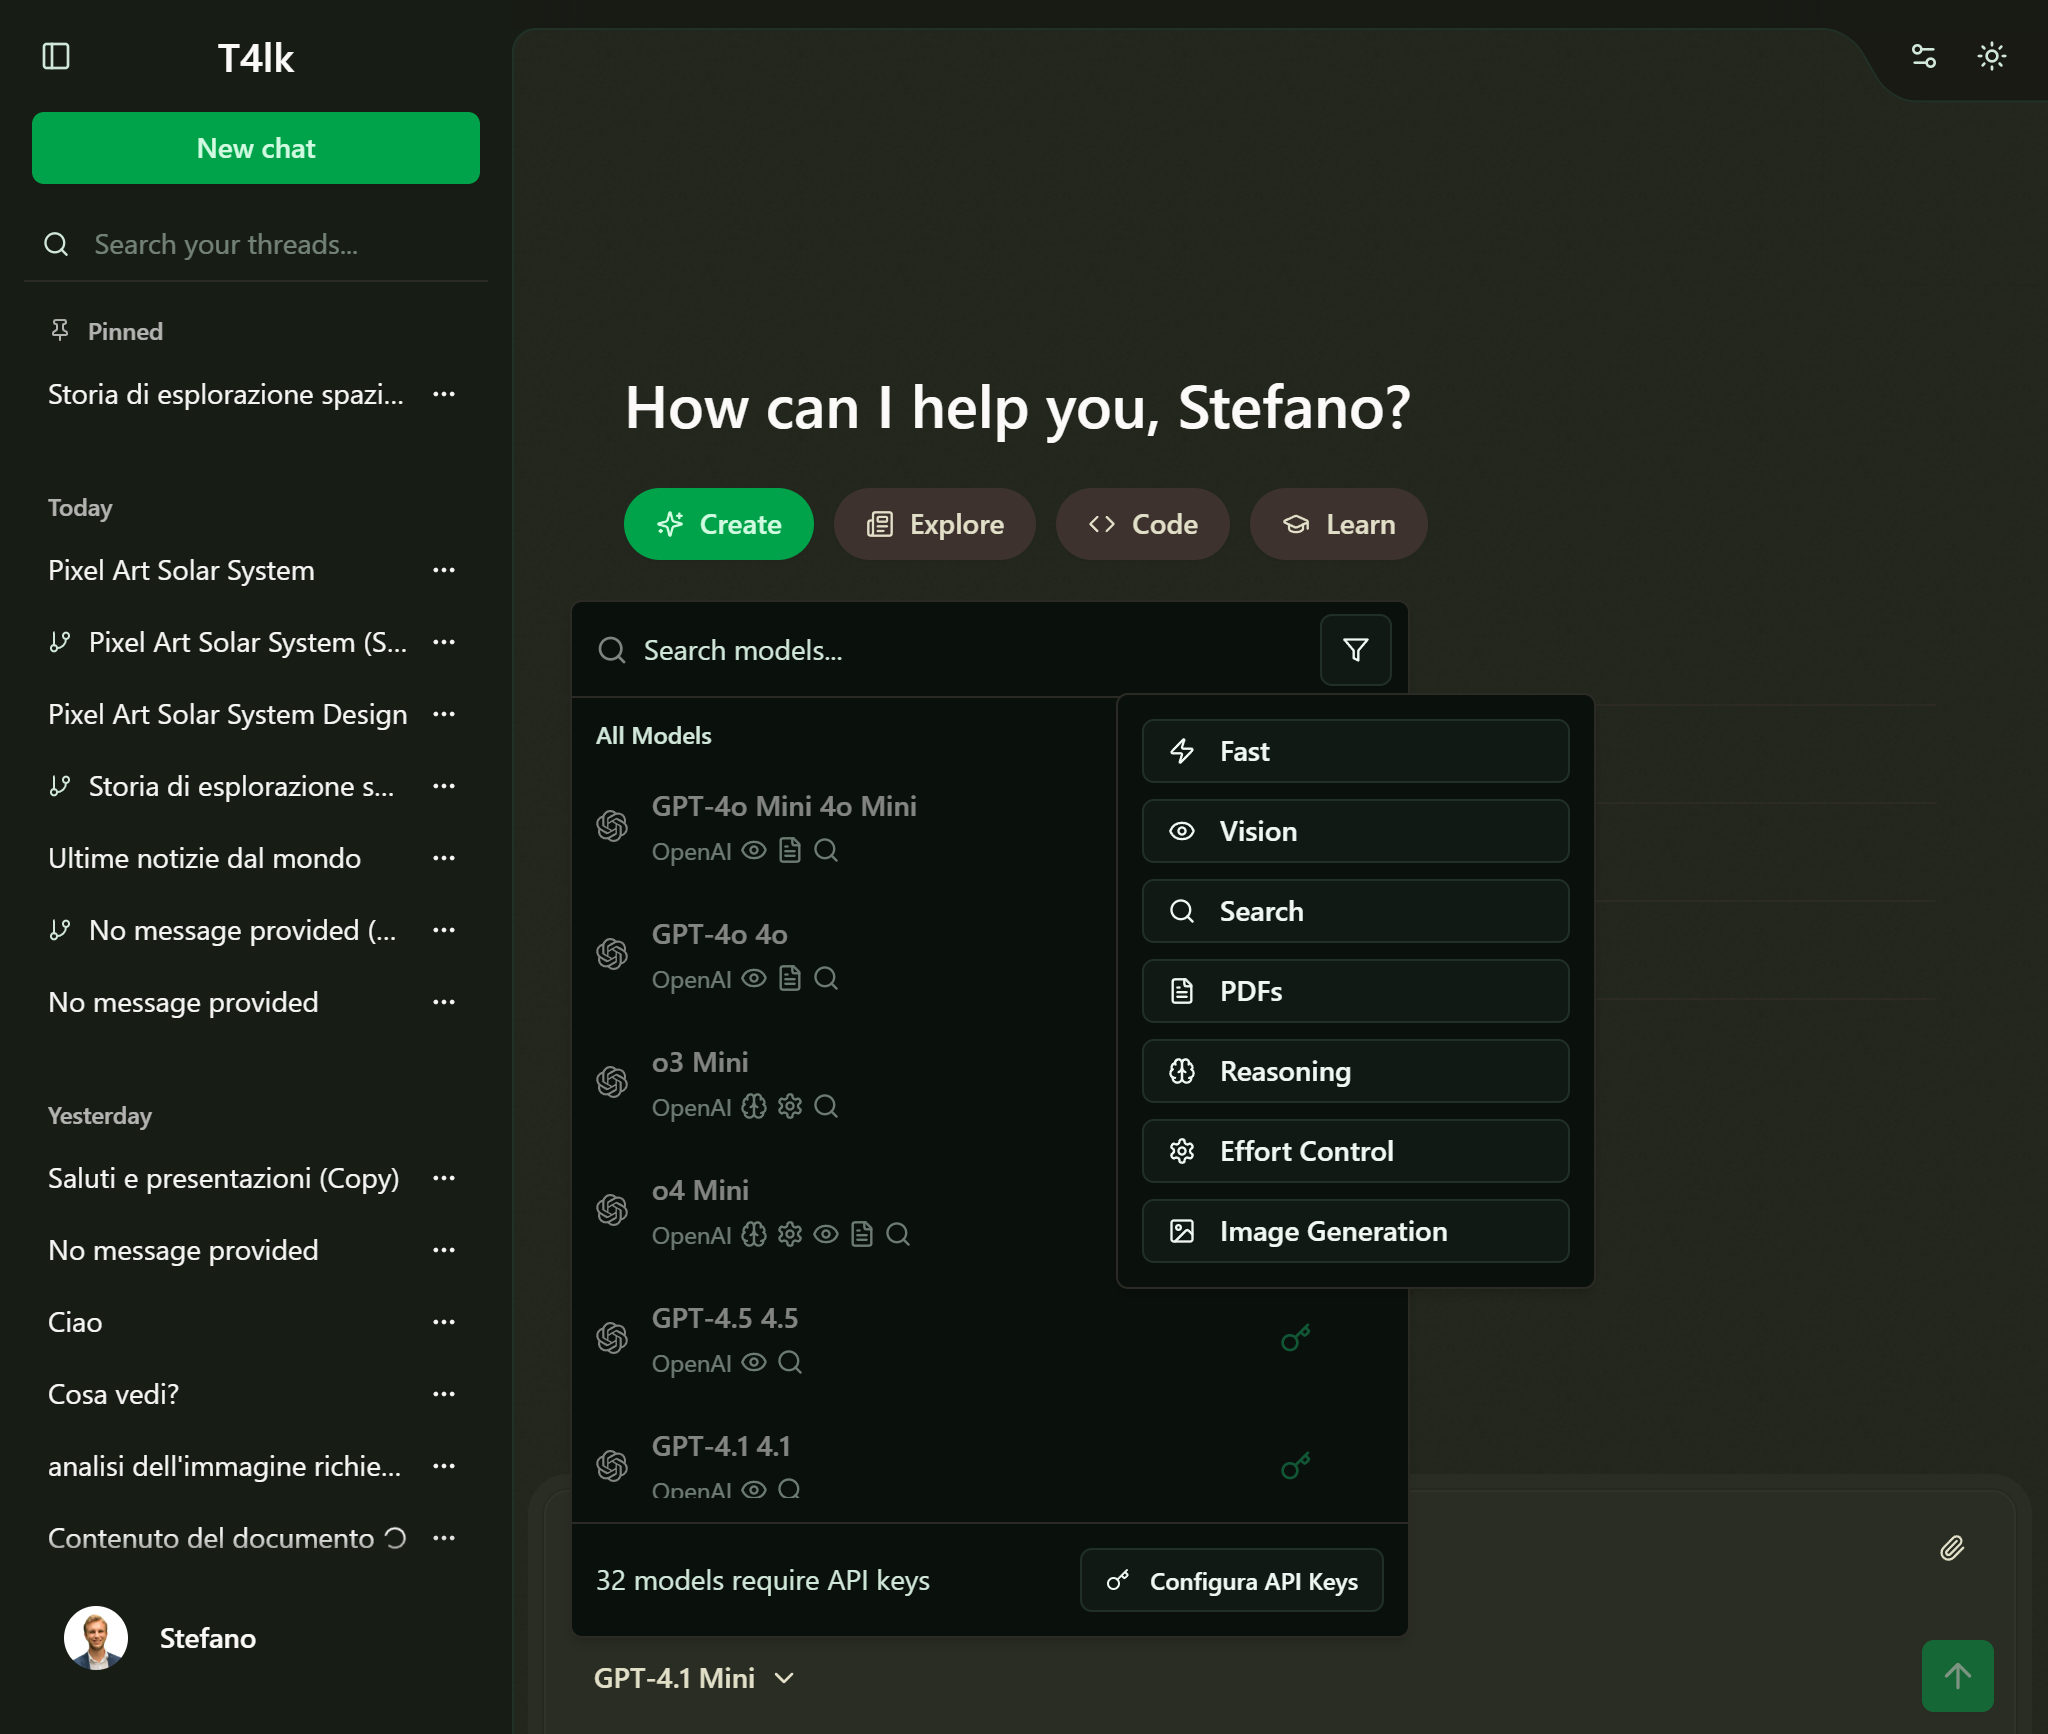 T4lk
New chat
Search your threads...
Pinned
Storia di esplorazione spazi...
Today
Pixel Art Solar System
Pixel Art Solar System (S...
Pixel Art Solar System Design
Storia di esplorazione s...
Ultime notizie dal mondo
No message provided (...
No message provided
Yesterday
Saluti e presentazioni (Copy)
No message provided
Ciao
Cosa vedi?
analisi dell'immagine richie...
Contenuto del documento
Stefano
How can I help you, Stefano?
Create
Explore
Code
Learn
Search models...
All Models
GPT-4o Mini 4o Mini
OpenAI
GPT-4o 4o
OpenAI
o3 Mini
OpenAI
o4 Mini
OpenAI
GPT-4.5 4.5
OpenAI
GPT-4.1 4.1
OpenAI
Fast
Vision
Search
PDFs
Reasoning
Effort Control
Image Generation
32 models require API keys
Configura API Keys
GPT-4.1 Mini